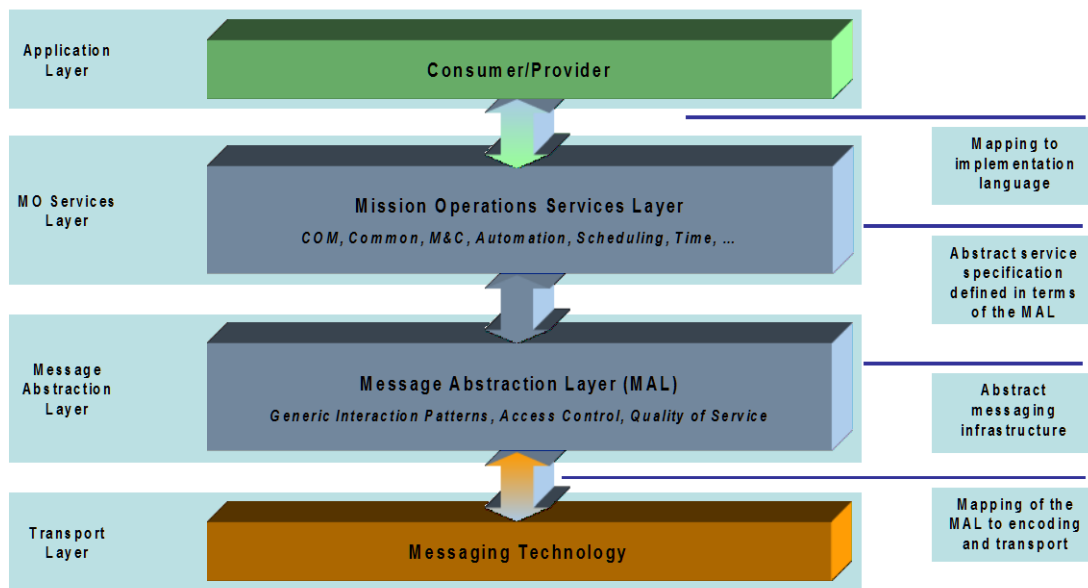 Application
Layer
Consumer/Provider
Mapping to
implementation
language
MO Services
Layer
Mission Operations Services Layer
COM, Common, M&C, Automation, Scheduling, Time, ...
Abstract service
specification
defined in terms
of the MAL
Message
Abstraction
Layer
Message Abstraction Layer (MAL)
Generic Interaction Patterns, Access Control, Quality of Service
Abstract
messaging
infrastructure
Transport
Layer
Messaging Technology
Mapping of the
MAL to encoding
and transport